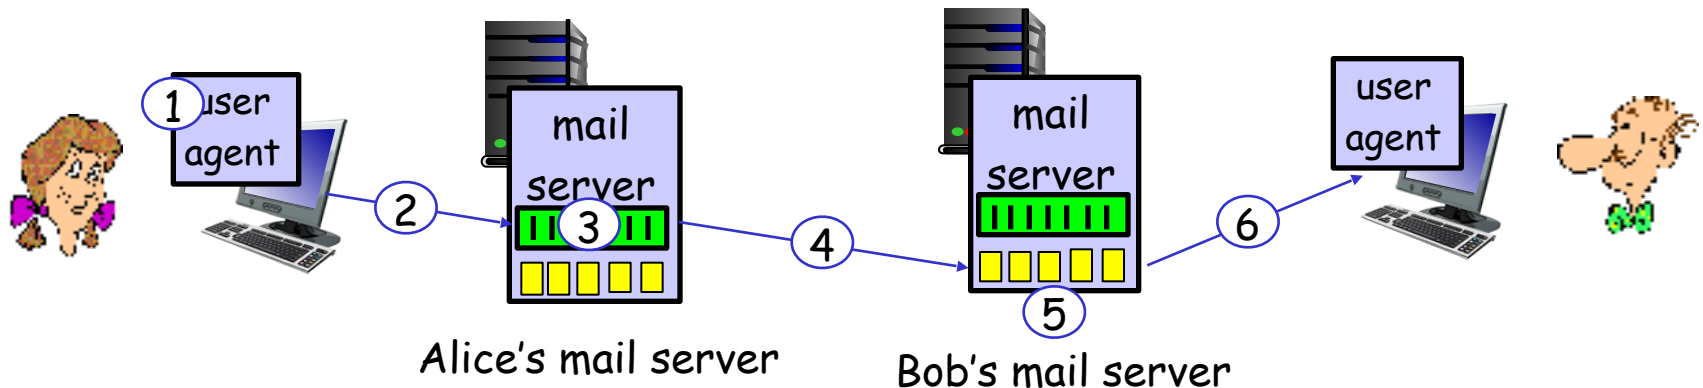 1
user
agent
2
mail
server
3
4
mail
server
5
6
user
agent
Alice's mail server
Bob's mail server